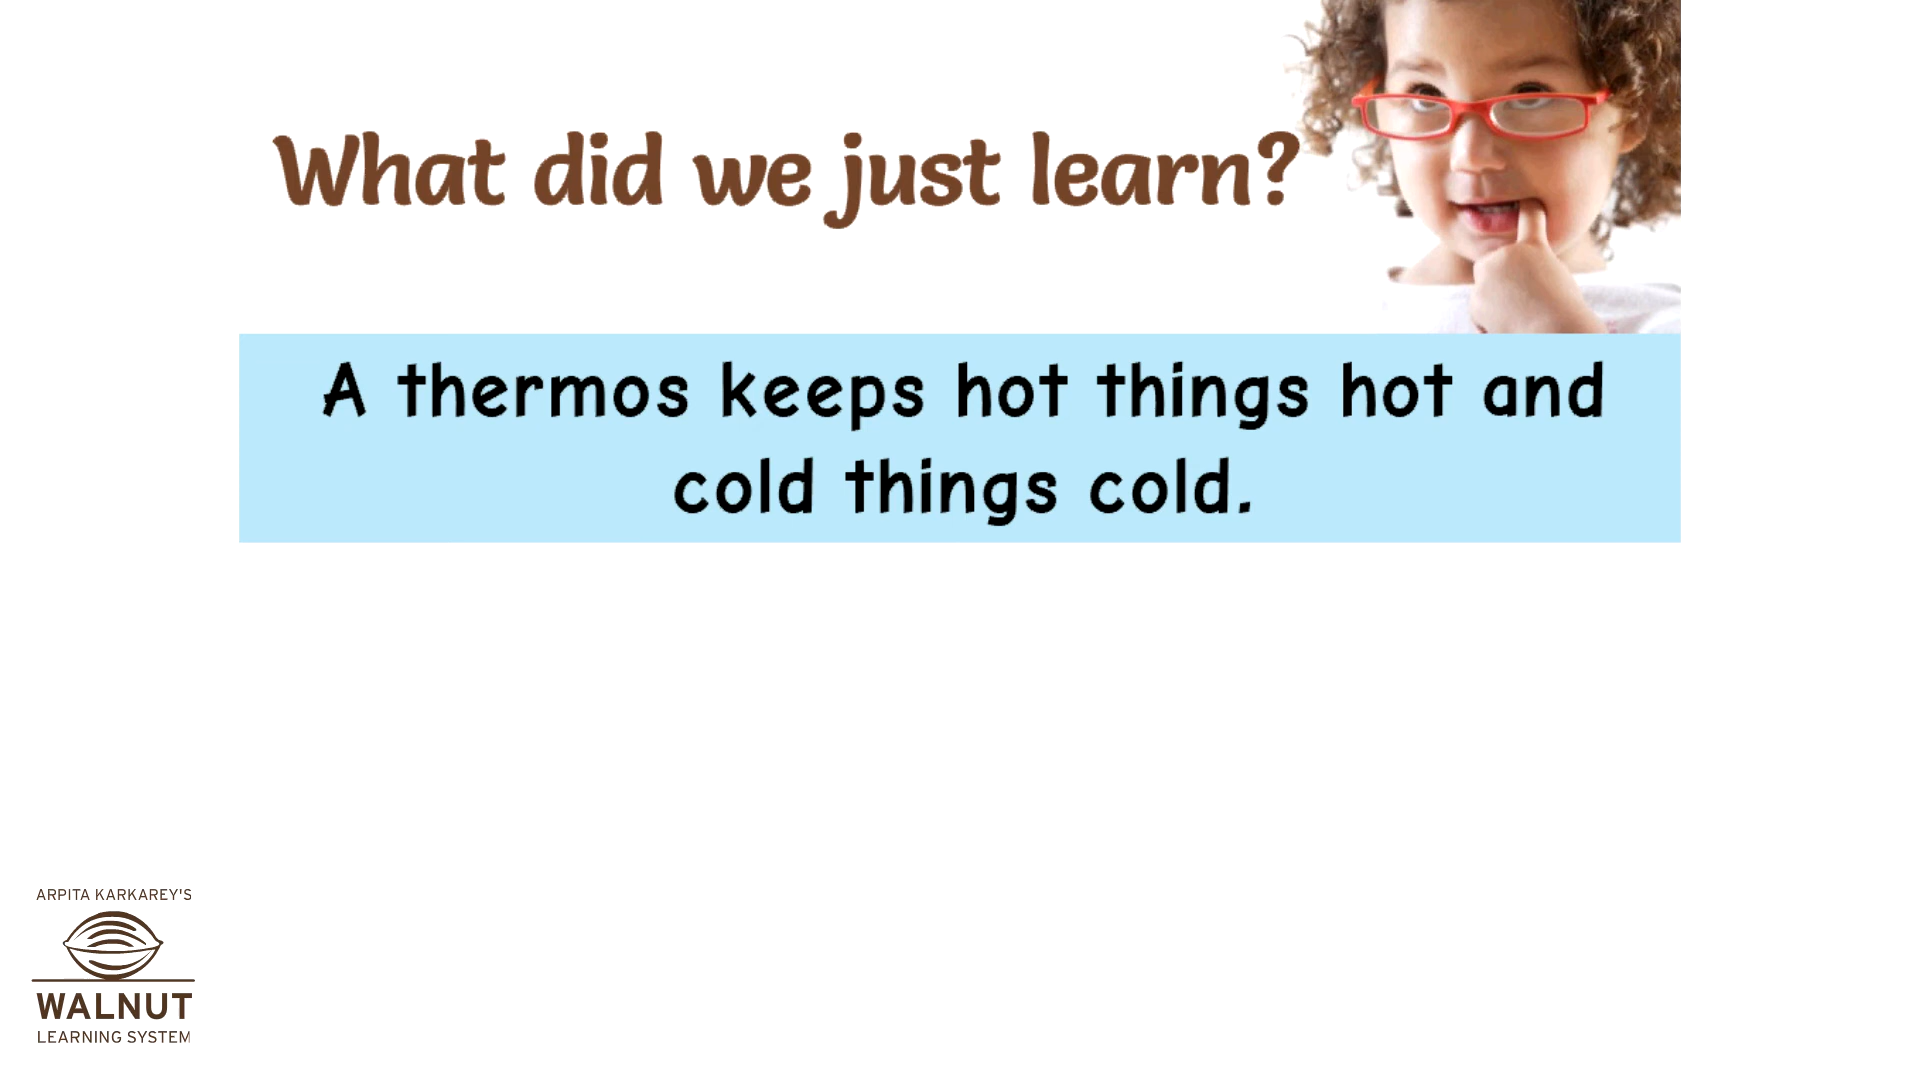 What did we just learn?
A thermos keeps hot things hot and
cold things cold.
ARPITA KARKAREY'S
WALNUT
LEARNING SYSTEM